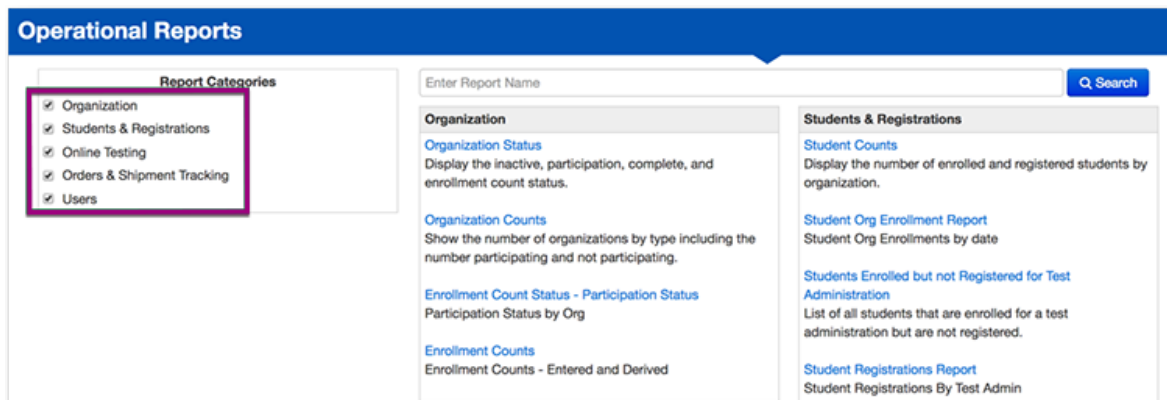 Operational Reports
Report Categories
Organization
Students & Registrations
Online Testing
Orders & Shipment Tracking
Users
Enter Report Name
Search
Organization
Organization Status
Display the inactive, participation, complete, and
enrollment count status.
Organization Counts
Show the number of organizations by type including the
number participating and not participating.
Enrollment Count Status - Participation Status
Participation Status by Org
Enrollment Counts
Enrollment Counts - Entered and Derived
Students & Registrations
Student Counts
Display the number of enrolled and registered students by
organization.
Student Org Enrollment Report
Student Org Enrollments by date
Students Enrolled but not Registered for Test
Administration
List of all students that are enrolled for a test
administration but are not registered.
Student Registrations Report
Student Registrations By Test Admin